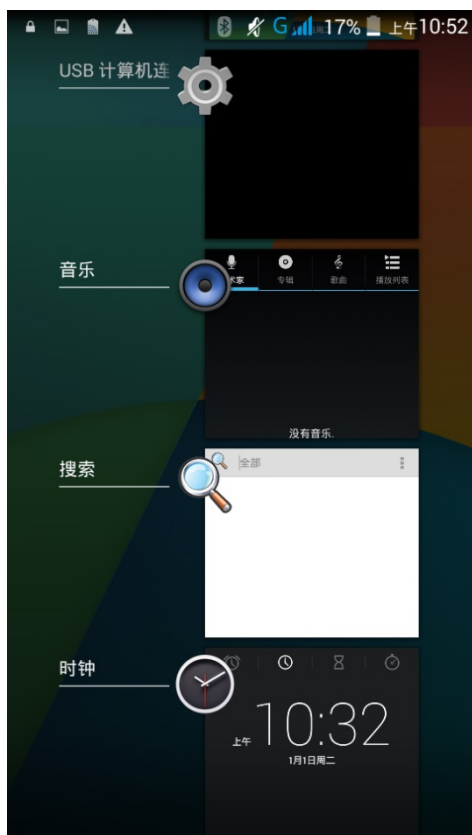 G 17% 上午10:52
USB 计算机连
音乐
术家 专辑 歌曲 播放列表
没有音乐.
搜索
全部
时钟
上午 10:32
1月1日周二